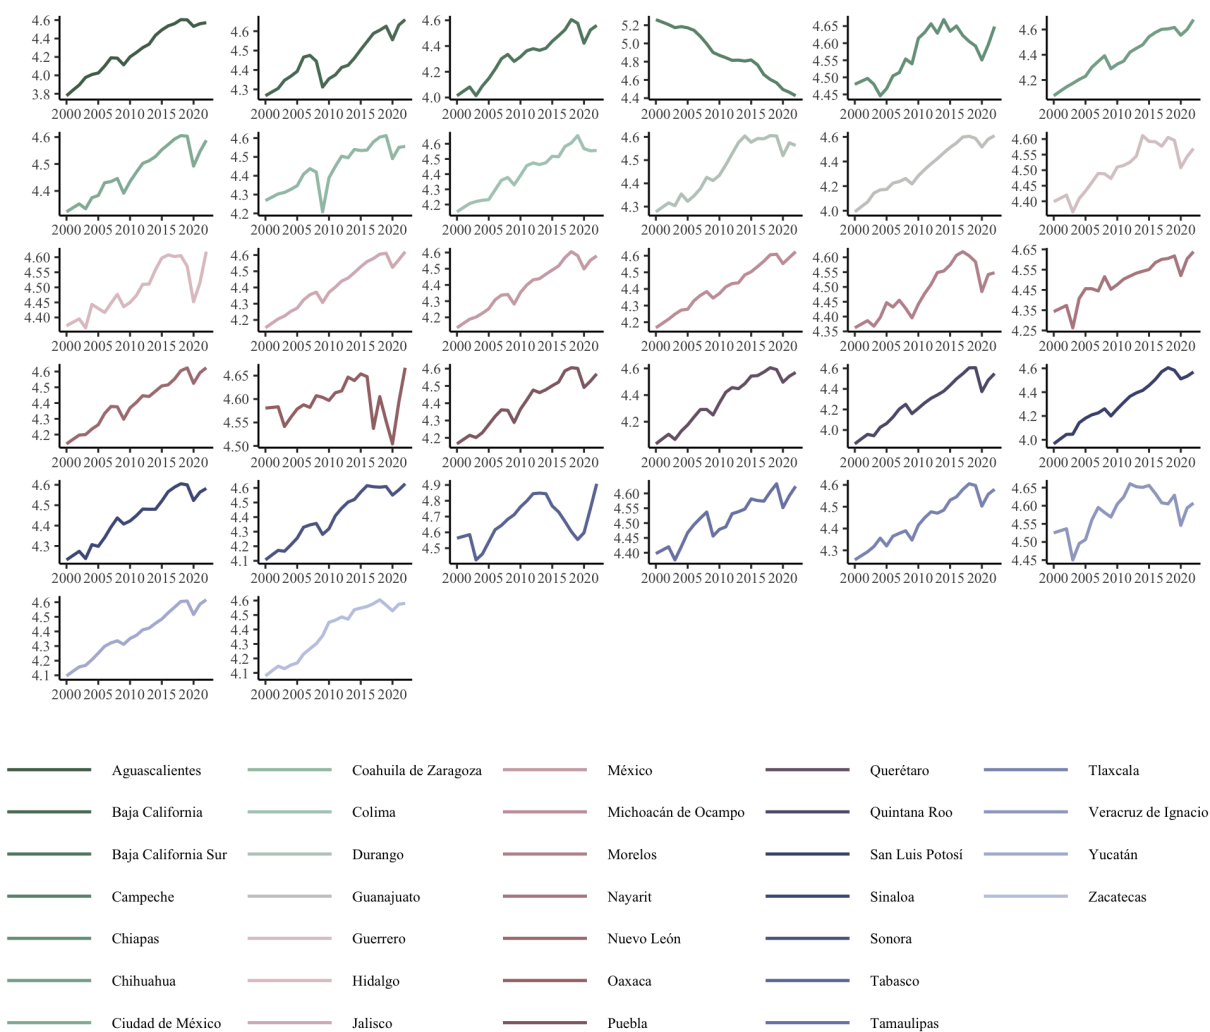 4.6
4.4
4.2
4.0
3.8
2000 2005 2010 2015 2020
4.6
4.5
4.4
4.3
2000 2005 2010 2015 2020
4.6
4.4
4.2
4.0
2000 2005 2010 2015 2020
5.2
5.0
4.8
4.6
4.4
2000 2005 2010 2015 2020
4.65
4.60
4.55
4.50
4.45
2000 2005 2010 2015 2020
4.6
4.4
4.2
2000 2005 2010 2015 2020
4.6
4.5
4.4
2000 2005 2010 2015 2020
4.6
4.5
4.4
4.3
4.2
2000 2005 2010 2015 2020
4.6
4.5
4.4
4.3
4.2
2000 2005 2010 2015 2020
4.6
4.5
4.4
4.3
2000 2005 2010 2015 2020
4.6
4.4
4.2
4.0
2000 2005 2010 2015 2020
4.60
4.55
4.50
4.45
4.40
2000 2005 2010 2015 2020
4.60
4.55
4.50
4.45
4.40
2000 2005 2010 2015 2020
4.6
4.5
4.4
4.3
4.2
2000 2005 2010 2015 2020
4.6
4.5
4.4
4.3
4.2
2000 2005 2010 2015 2020
4.6
4.5
4.4
4.3
4.2
2000 2005 2010 2015 2020
4.60
4.55
4.50
4.45
4.40
4.35
2000 2005 2010 2015 2020
4.65
4.55
4.45
4.35
4.25
2000 2005 2010 2015 2020
4.6
4.5
4.4
4.3
4.2
2000 2005 2010 2015 2020
4.65
4.60
4.55
4.50
2000 2005 2010 2015 2020
4.6
4.5
4.4
4.3
4.2
2000 2005 2010 2015 2020
4.6
4.4
4.2
2000 2005 2010 2015 2020
4.6
4.4
4.2
4.0
2000 2005 2010 2015 2020
4.6
4.4
4.2
4.0
2000 2005 2010 2015 2020
4.6
4.5
4.4
4.3
2000 2005 2010 2015 2020
4.6
4.5
4.4
4.3
4.2
4.1
2000 2005 2010 2015 2020
4.9
4.8
4.7
4.6
4.5
2000 2005 2010 2015 2020
4.60
4.55
4.50
4.45
4.40
2000 2005 2010 2015 2020
4.6
4.5
4.4
4.3
2000 2005 2010 2015 2020
4.65
4.60
4.55
4.50
4.45
2000 2005 2010 2015 2020
4.6
4.5
4.4
4.3
4.2
4.1
2000 2005 2010 2015 2020
4.6
4.5
4.4
4.3
4.2
4.1
2000 2005 2010 2015 2020
Aguascalientes
Baja California
Baja California Sur
Campeche
Chiapas
Chihuahua
Ciudad de México
Coahuila de Zaragoza
Colima
Durango
Guanajuato
Guerrero
Hidalgo
Jalisco
México
Michoacán de Ocampo
Morelos
Nayarit
Nuevo León
Oaxaca
Puebla
Querétaro
Quintana Roo
San Luis Potosí
Sinaloa
Sonora
Tabasco
Tamaulipas
Tlaxcala
Veracruz de Ignacio
Yucatán
Zacatecas